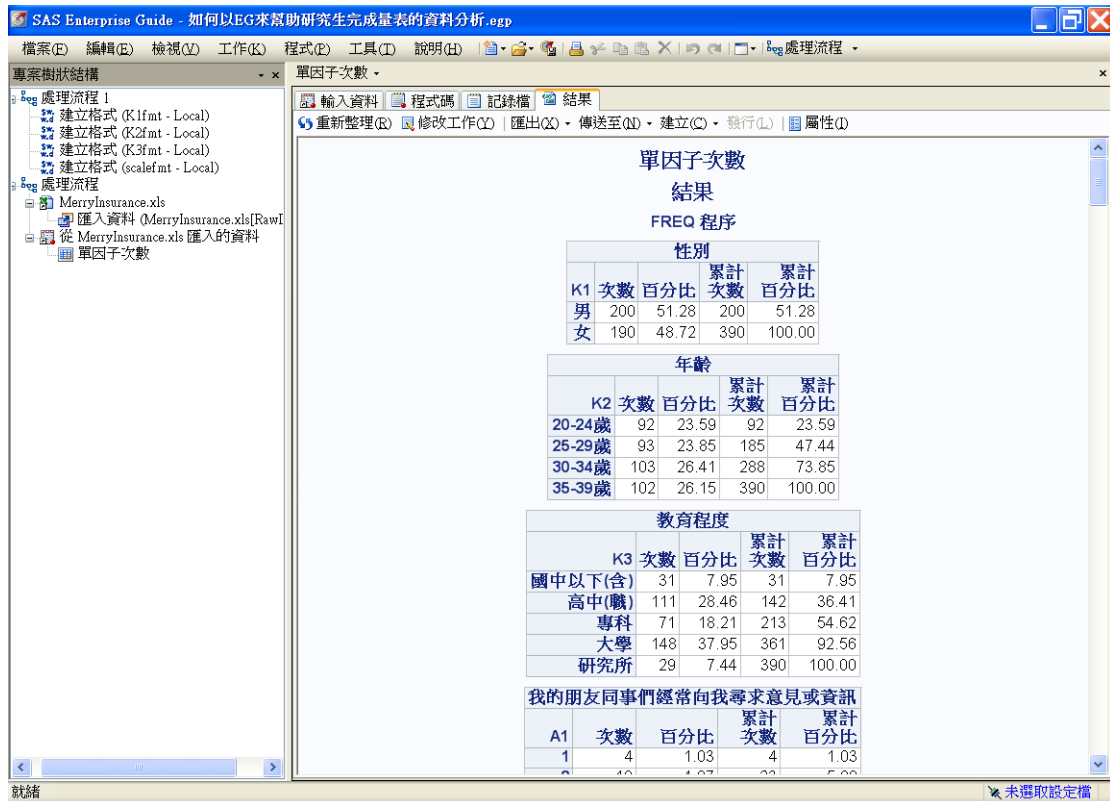 SAS Enterprise Guide - 如何以EG來幫助研究生完成量表的資料分析.egp
檔案(F) 編輯(E) 檢視(V) 工作(K) 程式(P) 工具(T) 說明(H) 處理流程
專案樹狀結構
處理流程 1
建立格式 (K1fmt - Local)
建立格式 (K2fmt - Local)
建立格式 (K3fmt - Local)
建立格式 (scalefmt - Local)
處理流程
MerryInsurance.xls
匯入資料 (MerryInsurance.xls[RawI
從 MerryInsurance.xls 匯入的資料
單因子次數
單因子次數
輸入資料 程式碼 記錄檔 結果
重新整理(R) 修改工作(Y) 匯出(X) 傳送至(N) 建立(C) 發行(L) 屬性(I)
單因子次數
結果
FREQ 程序
性別
K1 次數 百分比 累計次數 累計百分比
男 200 51.28 200 51.28
女 190 48.72 390 100.00
年齡
K2 次數 百分比 累計次數 累計百分比
20-24歲 92 23.59 92 23.59
25-29歲 93 23.85 185 47.44
30-34歲 103 26.41 288 73.85
35-39歲 102 26.15 390 100.00
教育程度
K3 次數 百分比 累計次數 累計百分比
國中以下(含) 31 7.95 31 7.95
高中(職) 111 28.46 142 36.41
專科 71 18.21 213 54.62
大學 148 37.95 361 92.56
研究所 29 7.44 390 100.00
我的朋友同事們經常向我尋求意見或資訊
A1 次數 百分比 累計次數 累計百分比
1 4 1.03 4 1.03
就緒
未選取設定檔